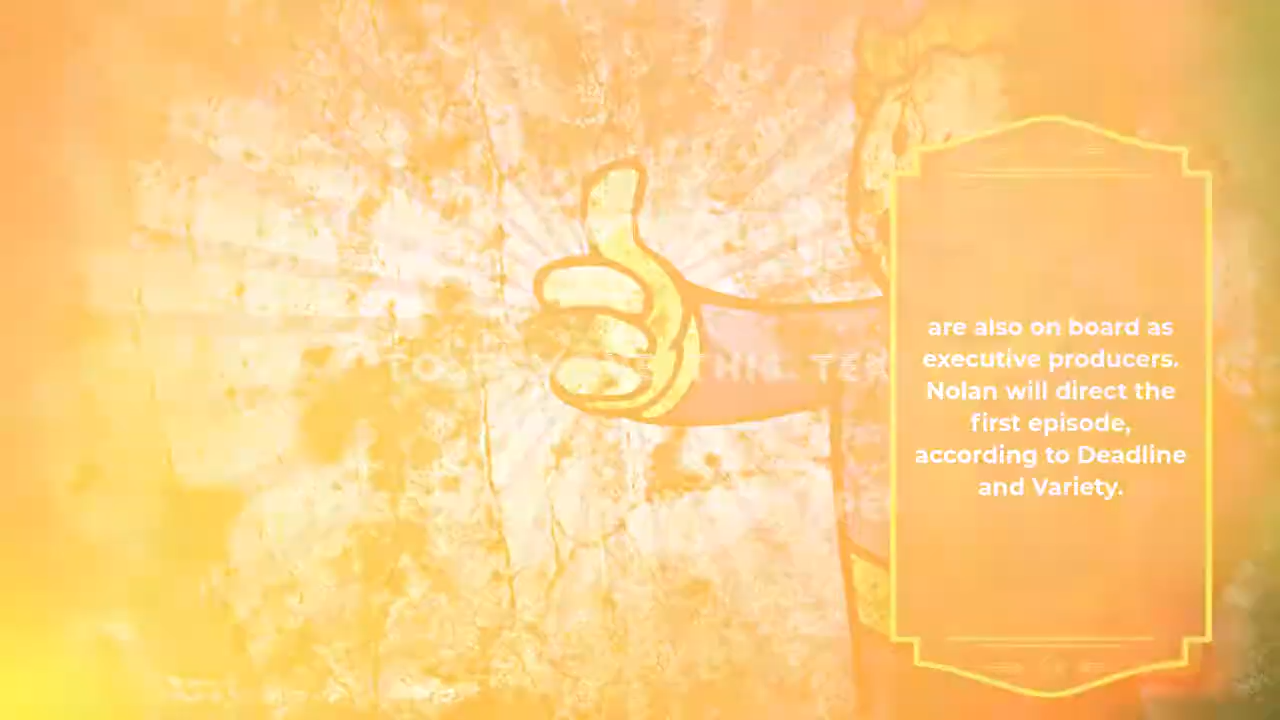 are also on board as
executive producers.
Nolan will direct the
first episode,
according to Deadline
and Variety.